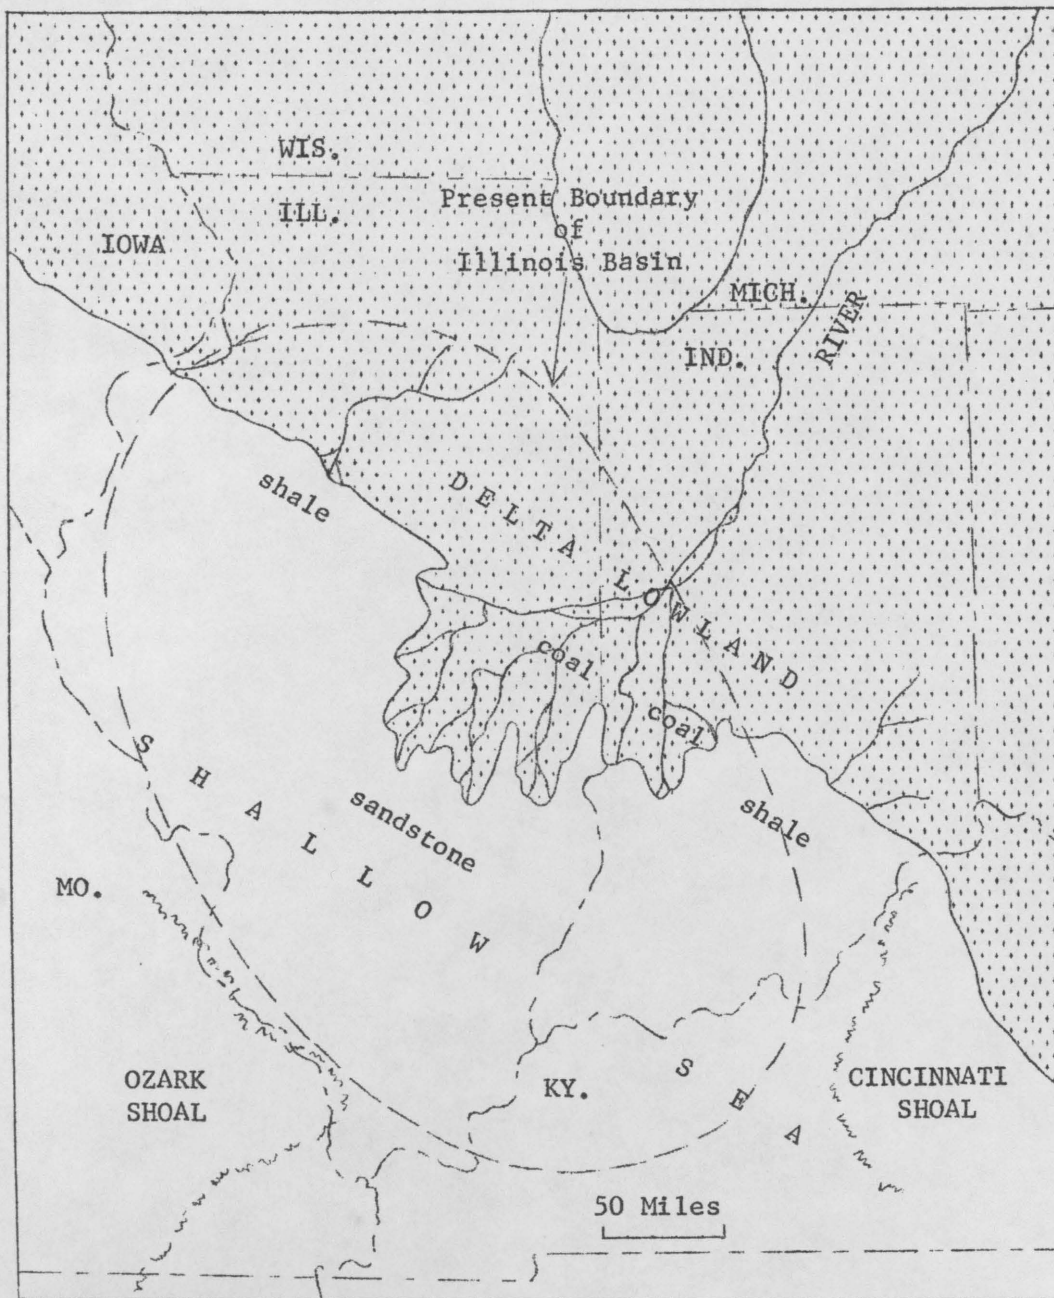 WIS.
ILL.
Present Boundary
of
Illinois Basin
IOWA
MICH.
RIVER
IND.
shale
DELTA LOWLAND
coal
coal
SHALLOW SEA
sandstone
shale
MO.
OZARK
SHOAL
KY.
CINCINNATI
SHOAL
50 Miles